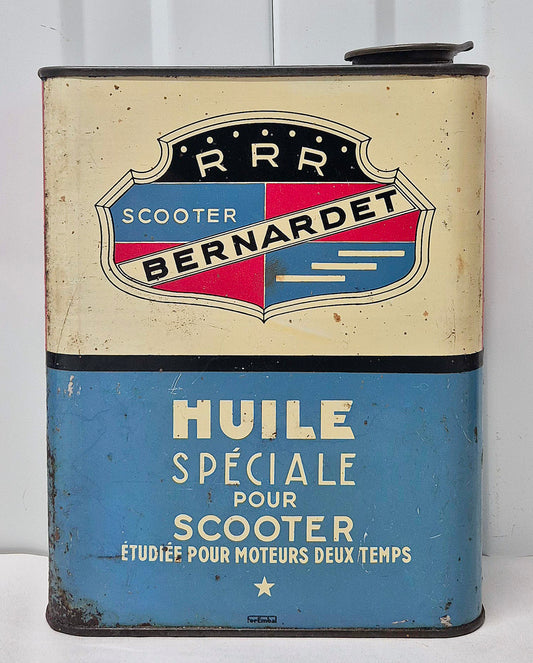 RRR
SCOOTER
BERNARDET
HUILE
SPÉCIALE
POUR
SCOOTER
ÉTUDIÉE POUR MOTEURS DEUX TEMPS